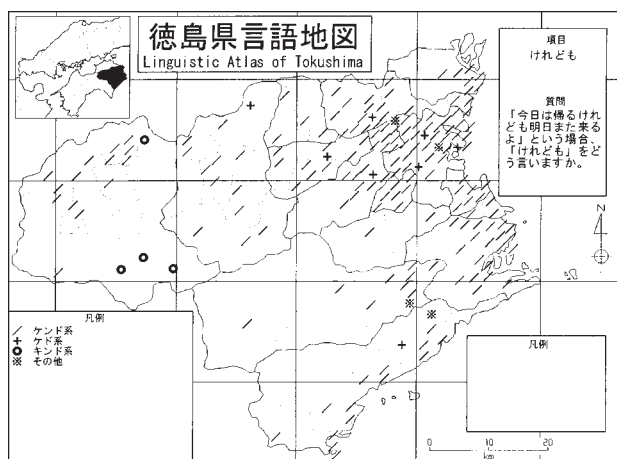 徳島県言語地図
Linguistic Atlas of Tokushima
項目
けれども
質問
「今日は帰るけれ
ども明日また来る
よ」という場合、
「けれども」をど
う言いますか。
N
凡例
ケンド系
ケド系
キンド系
その他
凡例
0 10 20
km